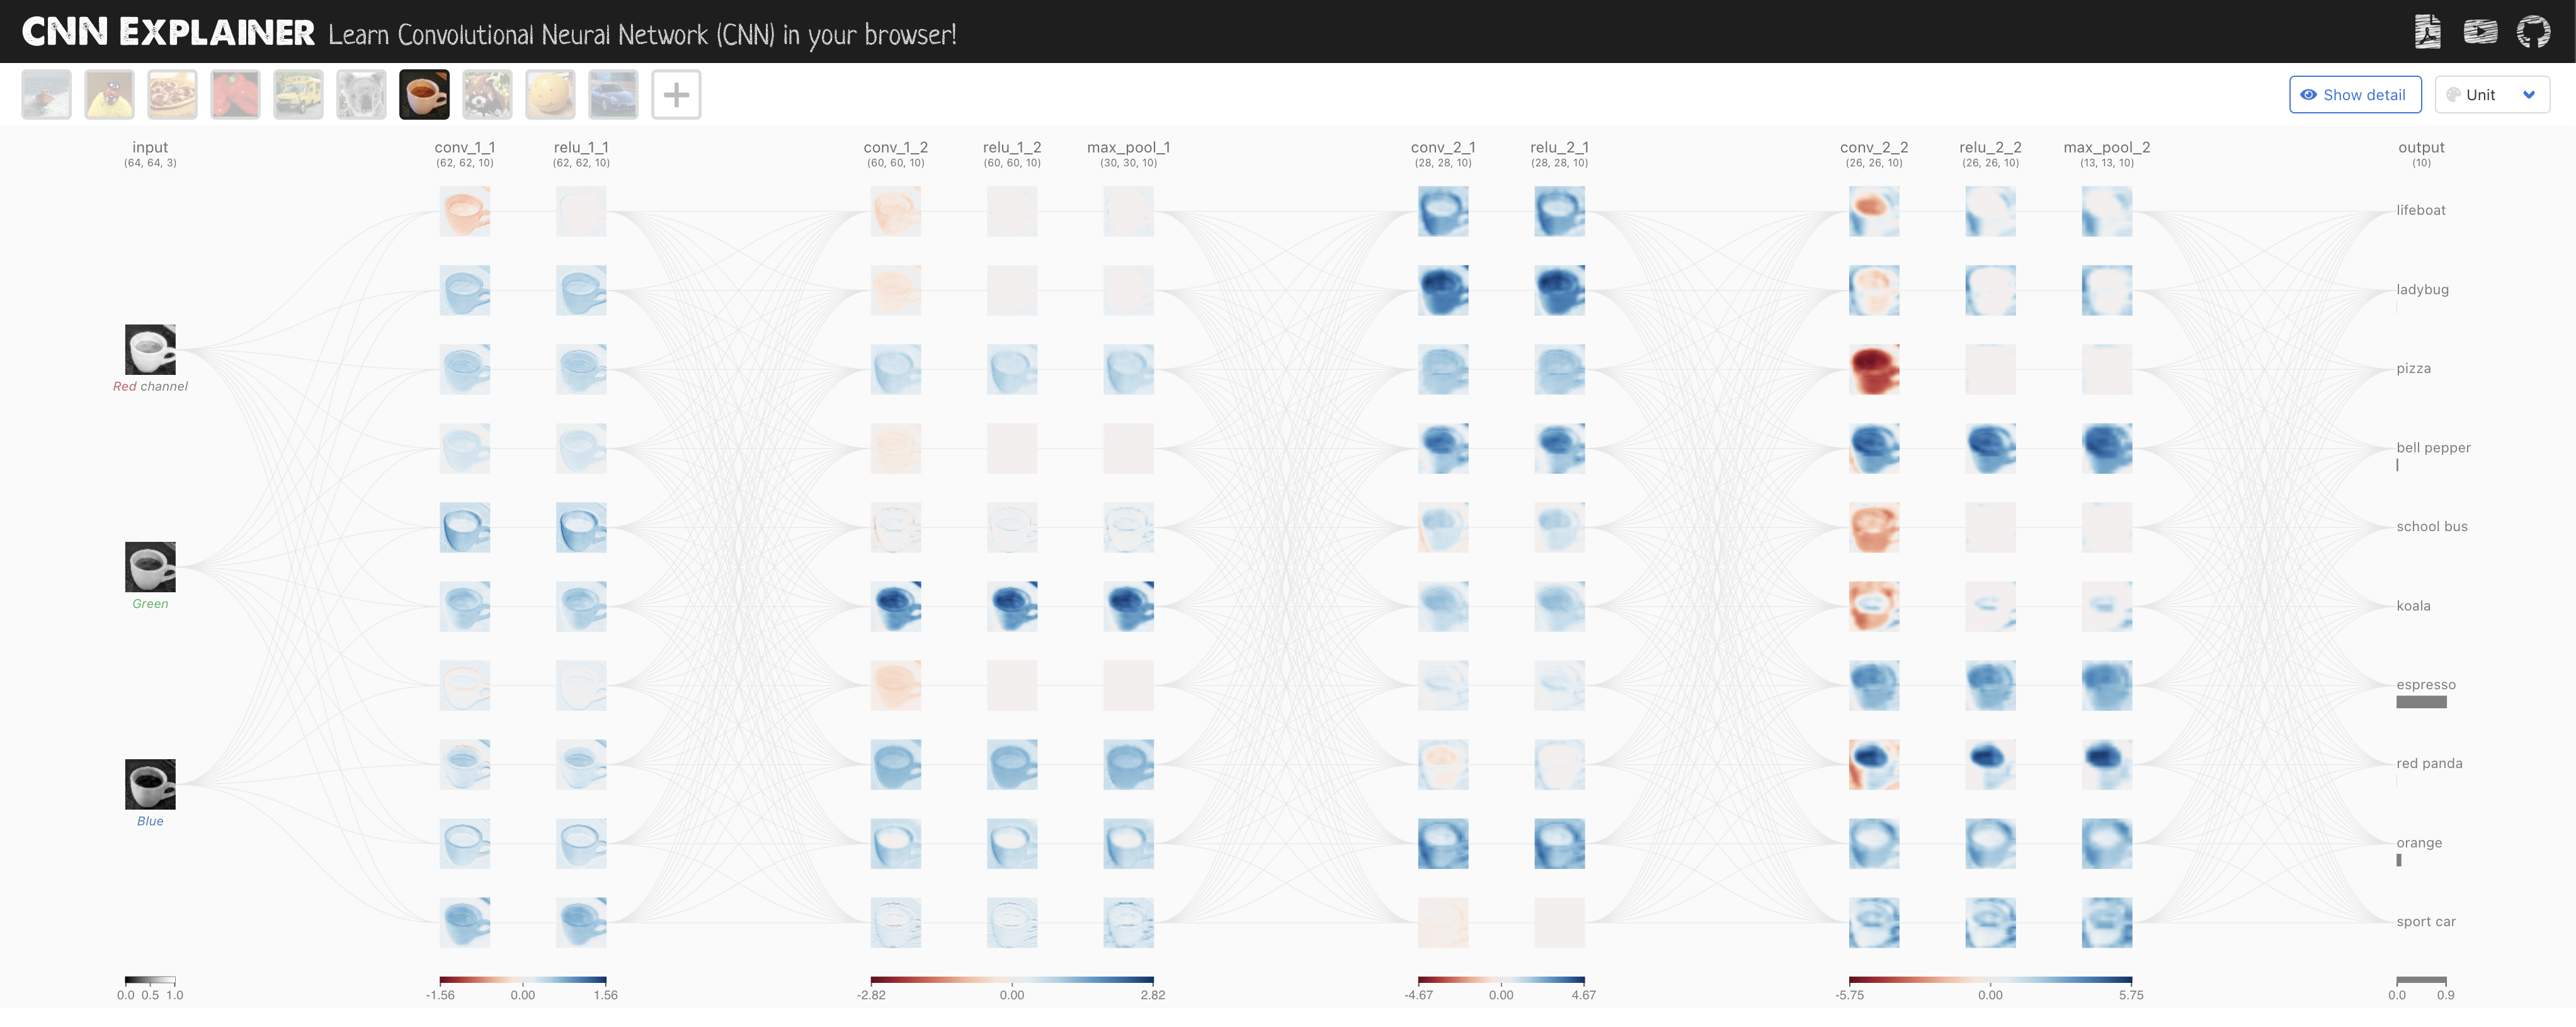 CNN EXPLAINER Learn Convolutional Neural Network (CNN) in your browser!
Show detail
Unit
input
(64, 64, 3)
conv_1_1
(62, 62, 10)
relu_1_1
(62, 62, 10)
conv_1_2
(60, 60, 10)
relu_1_2
(60, 60, 10)
max_pool_1
(30, 30, 10)
conv_2_1
(28, 28, 10)
relu_2_1
(28, 28, 10)
conv_2_2
(26, 26, 10)
relu_2_2
(26, 26, 10)
max_pool_2
(13, 13, 10)
output
(10)
Red channel
Green
Blue
lifeboat
ladybug
pizza
bell pepper
school bus
koala
espresso
red panda
orange
sport car
0.0 0.5 1.0
-1.56 0.00 1.56
-2.82 0.00 2.82
-4.67 0.00 4.67
-5.75 0.00 5.75
0.0 0.9